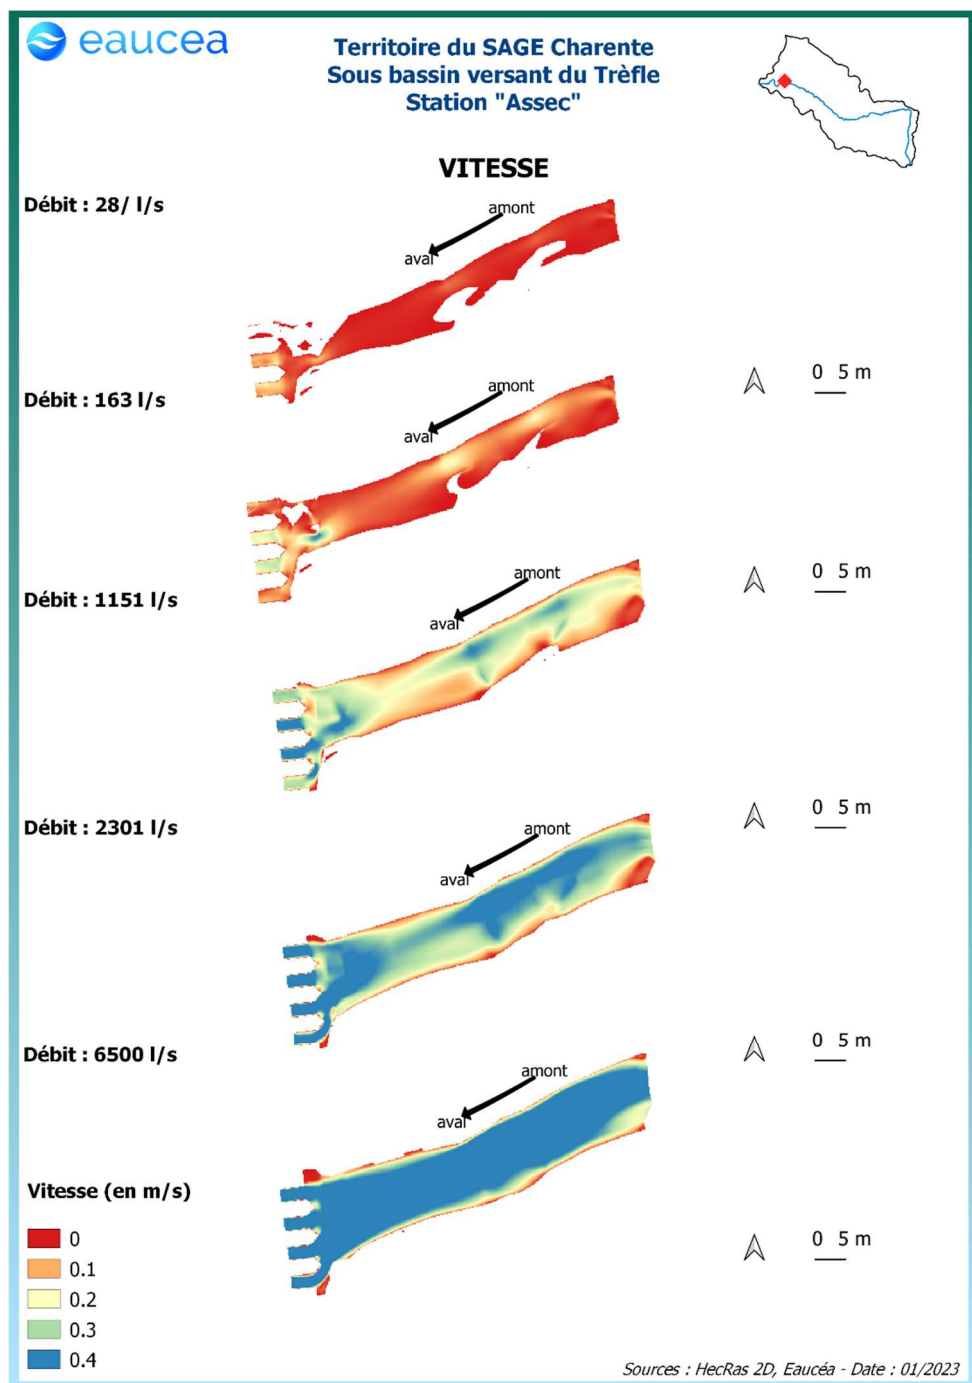 eaucea
Territoire du SAGE Charente
Sous bassin versant du Trèfle
Station "Assec"
VITESSE
Débit : 28/ l/s
amont
aval
0 5 m
Débit : 163 l/s
amont
aval
0 5 m
Débit : 1151 l/s
amont
aval
0 5 m
Débit : 2301 l/s
amont
aval
0 5 m
Débit : 6500 l/s
amont
aval
0 5 m
Vitesse (en m/s)
0
0.1
0.2
0.3
0.4
Sources : HecRas 2D, Eaucéa - Date : 01/2023